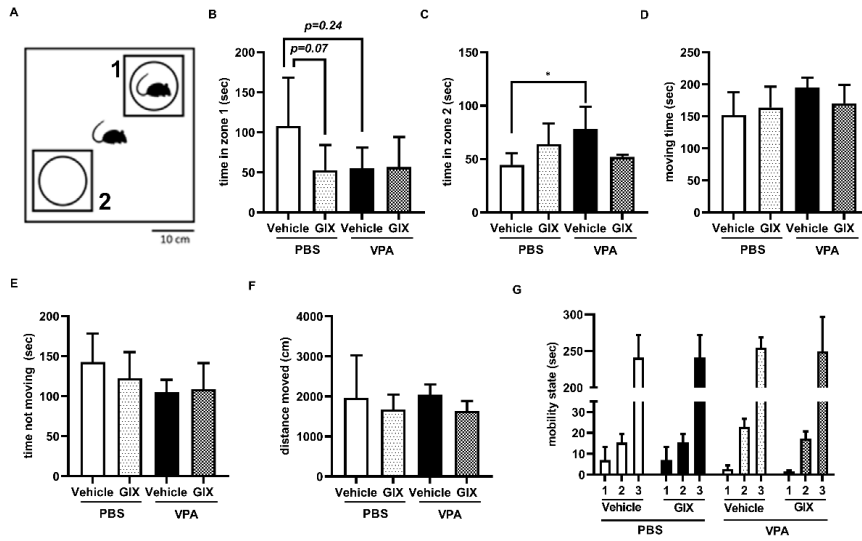 A
1
2
10 cm
B
p=0.24
p=0.07
time in zone 1 (sec)
200
150
100
50
0
Vehicle GIX Vehicle GIX
PBS VPA
C
*
time in zone 2 (sec)
150
100
50
0
Vehicle GIX Vehicle GIX
PBS VPA
D
moving time (sec)
250
200
150
100
50
0
Vehicle GIX Vehicle GIX
PBS VPA
E
time not moving (sec)
200
150
100
50
0
Vehicle GIX Vehicle GIX
PBS VPA
F
distance moved (cm)
4000
3000
2000
1000
0
Vehicle GIX Vehicle GIX
PBS VPA
G
mobility state (sec)
300
250
200
30
20
10
0
1 2 3 1 2 3 1 2 3 1 2 3
Vehicle GIX Vehicle GIX
PBS VPA